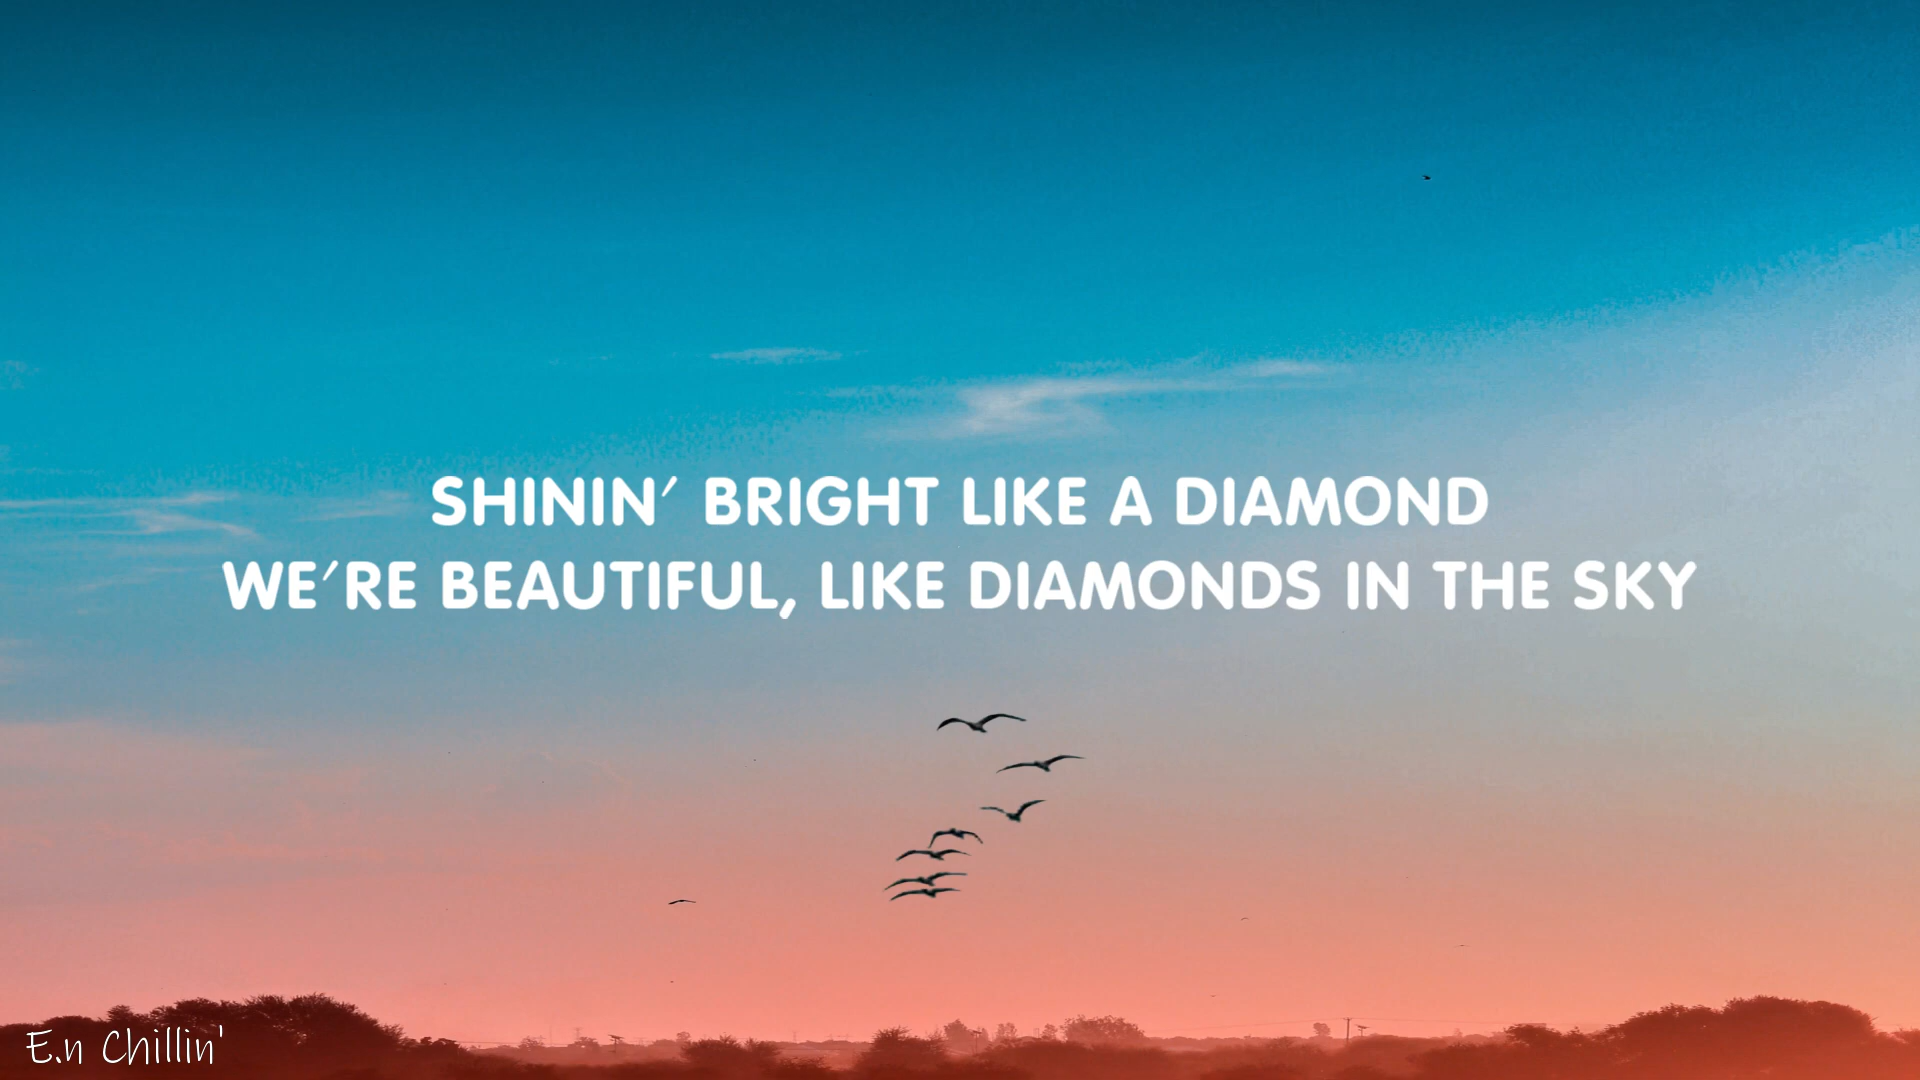 SHININ' BRIGHT LIKE A DIAMOND
WE'RE BEAUTIFUL, LIKE DIAMONDS IN THE SKY
E.n Chillin'